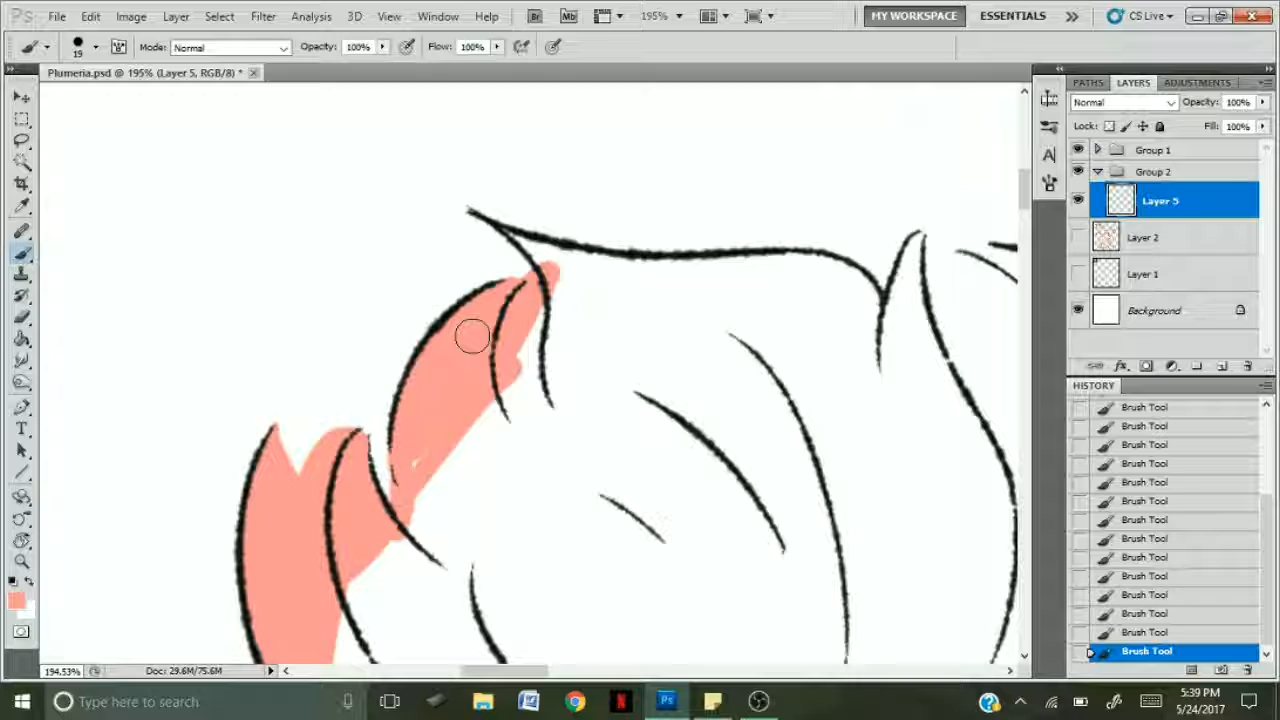 Ps File Edit Image Layer Select Filter Analysis 3D View Window Help Br Mb 195% MY WORKSPACE ESSENTIALS CS Live
19 Mode: Normal Opacity: 100% Flow: 100%
Plumeria.psd @ 195% (Layer 5, RGB/8) *
PATHS LAYERS ADJUSTMENTS
Normal Opacity: 100%
Lock: Fill: 100%
Group 1
Group 2
Layer 5
Layer 2
Layer 1
Background
HISTORY
Brush Tool
Brush Tool
Brush Tool
Brush Tool
Brush Tool
Brush Tool
Brush Tool
Brush Tool
Brush Tool
Brush Tool
Brush Tool
Brush Tool
Brush Tool
Brush Tool
194.53% Doc: 29.6M/75.6M
Type here to search
Ps
5:39 PM
5/24/2017